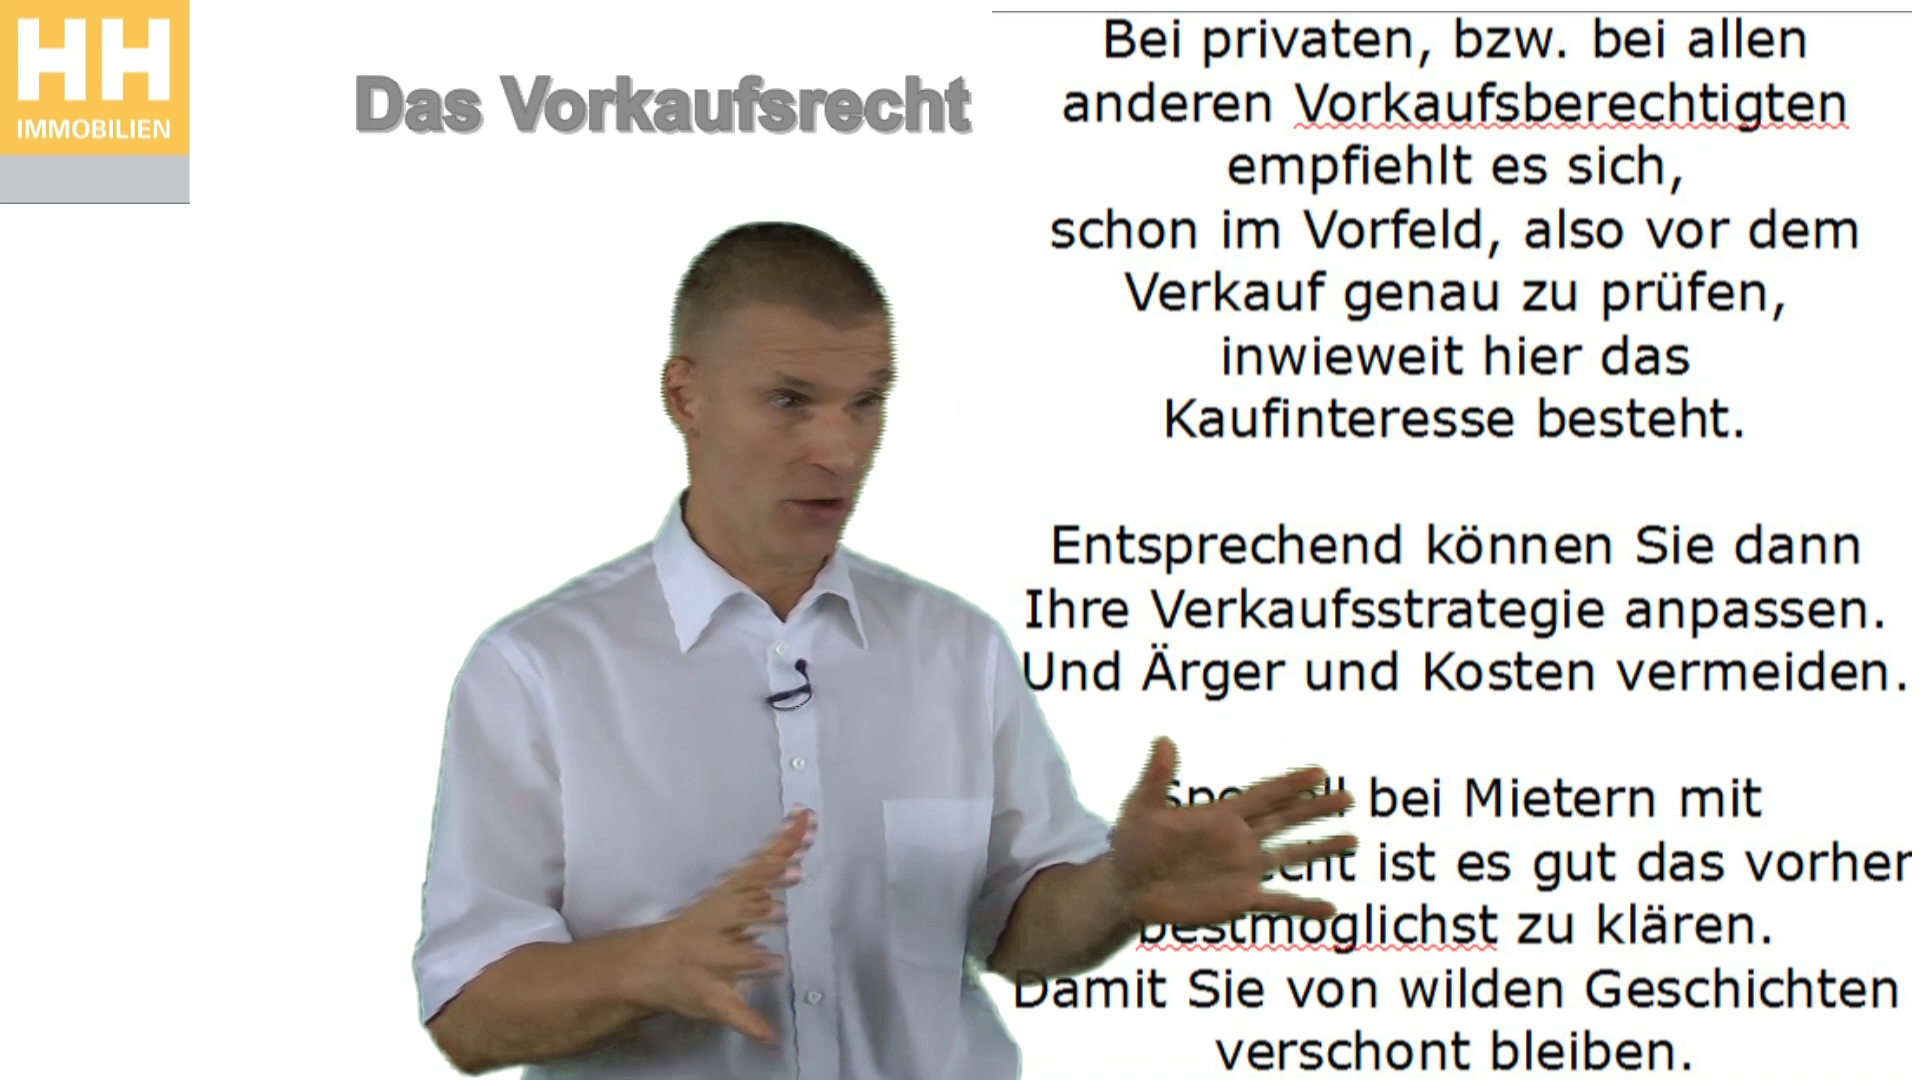 HH
IMMOBILIEN
Das Vorkaufsrecht
Bei privaten, bzw. bei allen
anderen Vorkaufsberechtigten
empfiehlt es sich,
schon im Vorfeld, also vor dem
Verkauf genau zu prüfen,
inwieweit hier das
Kaufinteresse besteht.
Entsprechend können Sie dann
Ihre Verkaufsstrategie anpassen.
Und Ärger und Kosten vermeiden.
bei Mietern mit
ist es gut das vorher
bestmöglichst zu klären.
Damit Sie von wilden Geschichten
verschont bleiben.